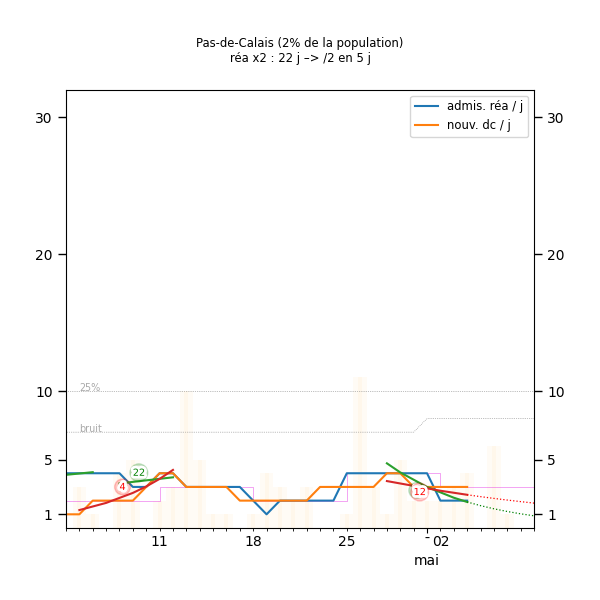 Pas-de-Calais (2% de la population)
réa x2 : 22 j –> /2 en 5 j
admis. réa / j
nouv. dc / j
30 30
20 20
25%
10 10
bruit
5 5
22
4
12
1 1
11 18 25 02
mai